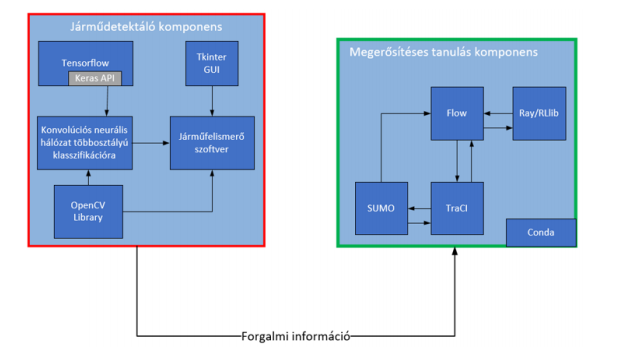 Járműdetektáló komponens
Tensorflow
Keras API
Tkinter
GUI
Konvolúciós neurális
hálózat többosztályú
klasszifikációra
Járműfelismerő
szoftver
OpenCV
Library
Megerősítéses tanulás komponens
Flow
Ray/RLlib
SUMO
TraCI
Conda
Forgalmi információ